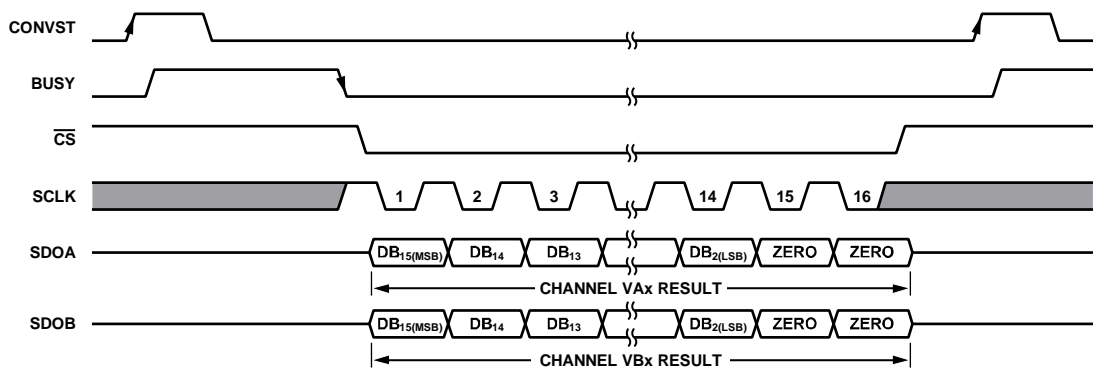 CONVST
BUSY
CS
SCLK 1 2 3 14 15 16
SDOA DB15(MSB) DB14 DB13 DB2(LSB) ZERO ZERO
CHANNEL VAx RESULT
SDOB DB15(MSB) DB14 DB13 DB2(LSB) ZERO ZERO
CHANNEL VBx RESULT